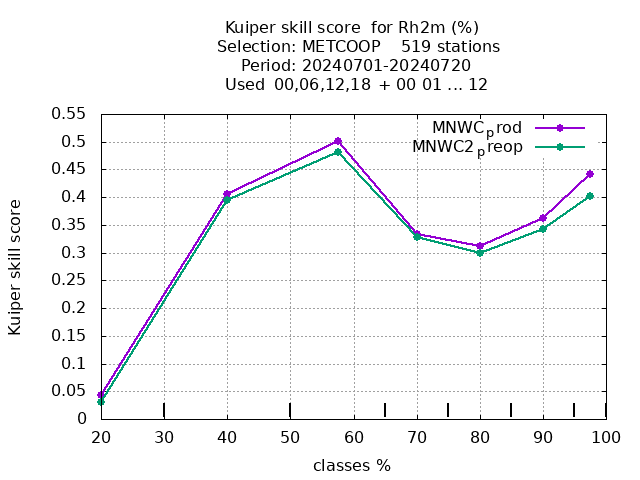 Kuiper skill score  for Rh2m (%)
Selection: METCOOP    519 stations
Period: 20240701-20240720
Used  00,06,12,18 + 00 01 ... 12
MNWCprod
MNWC2preop
Kuiper skill score
0.55
0.5
0.45
0.4
0.35
0.3
0.25
0.2
0.15
0.1
0.05
0
20 30 40 50 60 70 80 90 100
classes %